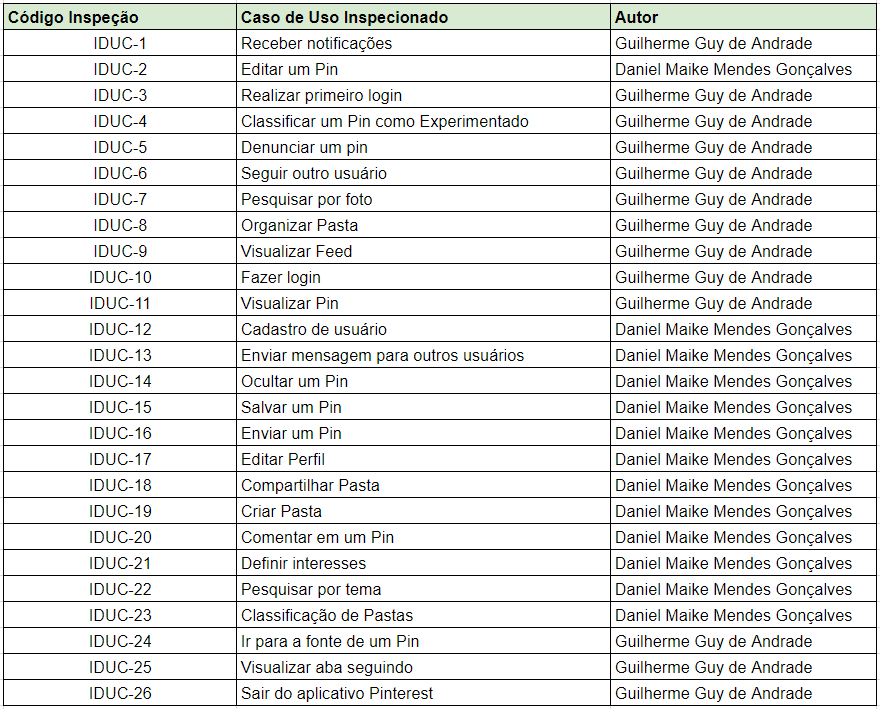 Código Inspeção Caso de Uso Inspecionado Autor
IDUC-1 Receber notificações Guilherme Guy de Andrade
IDUC-2 Editar um Pin Daniel Maike Mendes Gonçalves
IDUC-3 Realizar primeiro login Guilherme Guy de Andrade
IDUC-4 Classificar um Pin como Experimentado Guilherme Guy de Andrade
IDUC-5 Denunciar um pin Guilherme Guy de Andrade
IDUC-6 Seguir outro usuário Guilherme Guy de Andrade
IDUC-7 Pesquisar por foto Guilherme Guy de Andrade
IDUC-8 Organizar Pasta Guilherme Guy de Andrade
IDUC-9 Visualizar Feed Guilherme Guy de Andrade
IDUC-10 Fazer login Guilherme Guy de Andrade
IDUC-11 Visualizar Pin Guilherme Guy de Andrade
IDUC-12 Cadastro de usuário Daniel Maike Mendes Gonçalves
IDUC-13 Enviar mensagem para outros usuários Daniel Maike Mendes Gonçalves
IDUC-14 Ocultar um Pin Daniel Maike Mendes Gonçalves
IDUC-15 Salvar um Pin Daniel Maike Mendes Gonçalves
IDUC-16 Enviar um Pin Daniel Maike Mendes Gonçalves
IDUC-17 Editar Perfil Daniel Maike Mendes Gonçalves
IDUC-18 Compartilhar Pasta Daniel Maike Mendes Gonçalves
IDUC-19 Criar Pasta Daniel Maike Mendes Gonçalves
IDUC-20 Comentar em um Pin Daniel Maike Mendes Gonçalves
IDUC-21 Definir interesses Daniel Maike Mendes Gonçalves
IDUC-22 Pesquisar por tema Daniel Maike Mendes Gonçalves
IDUC-23 Classificação de Pastas Daniel Maike Mendes Gonçalves
IDUC-24 Ir para a fonte de um Pin Guilherme Guy de Andrade
IDUC-25 Visualizar aba seguindo Guilherme Guy de Andrade
IDUC-26 Sair do aplicativo Pinterest Guilherme Guy de Andrade